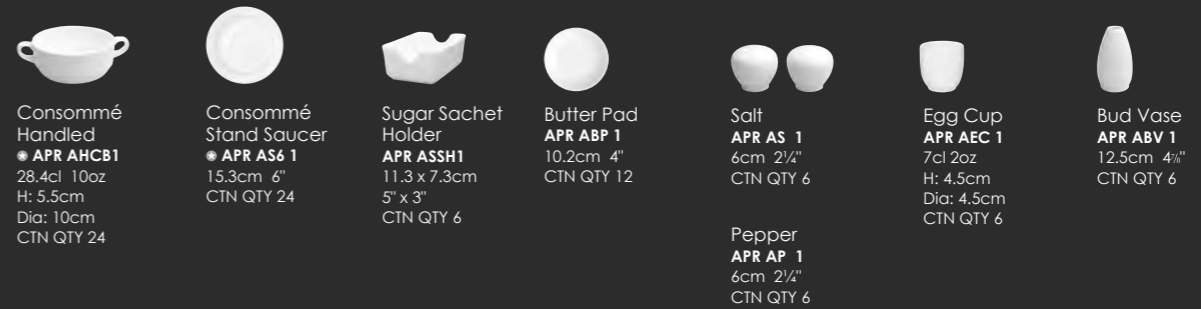 Consommé
Handled
✪ APR AHCB1
28.4cl 10oz
H: 5.5cm
Dia: 10cm
CTN QTY 24
Consommé
Stand Saucer
✪ APR AS6 1
15.3cm 6"
CTN QTY 24
Sugar Sachet
Holder
APR ASSH1
11.3 x 7.3cm
5" x 3"
CTN QTY 6
Butter Pad
APR ABP 1
10.2cm 4"
CTN QTY 12
Salt
APR AS 1
6cm 2¼"
CTN QTY 6
Pepper
APR AP 1
6cm 2¼"
CTN QTY 6
Egg Cup
APR AEC 1
7cl 2oz
H: 4.5cm
Dia: 4.5cm
CTN QTY 6
Bud Vase
APR ABV 1
12.5cm 4⅞"
CTN QTY 6